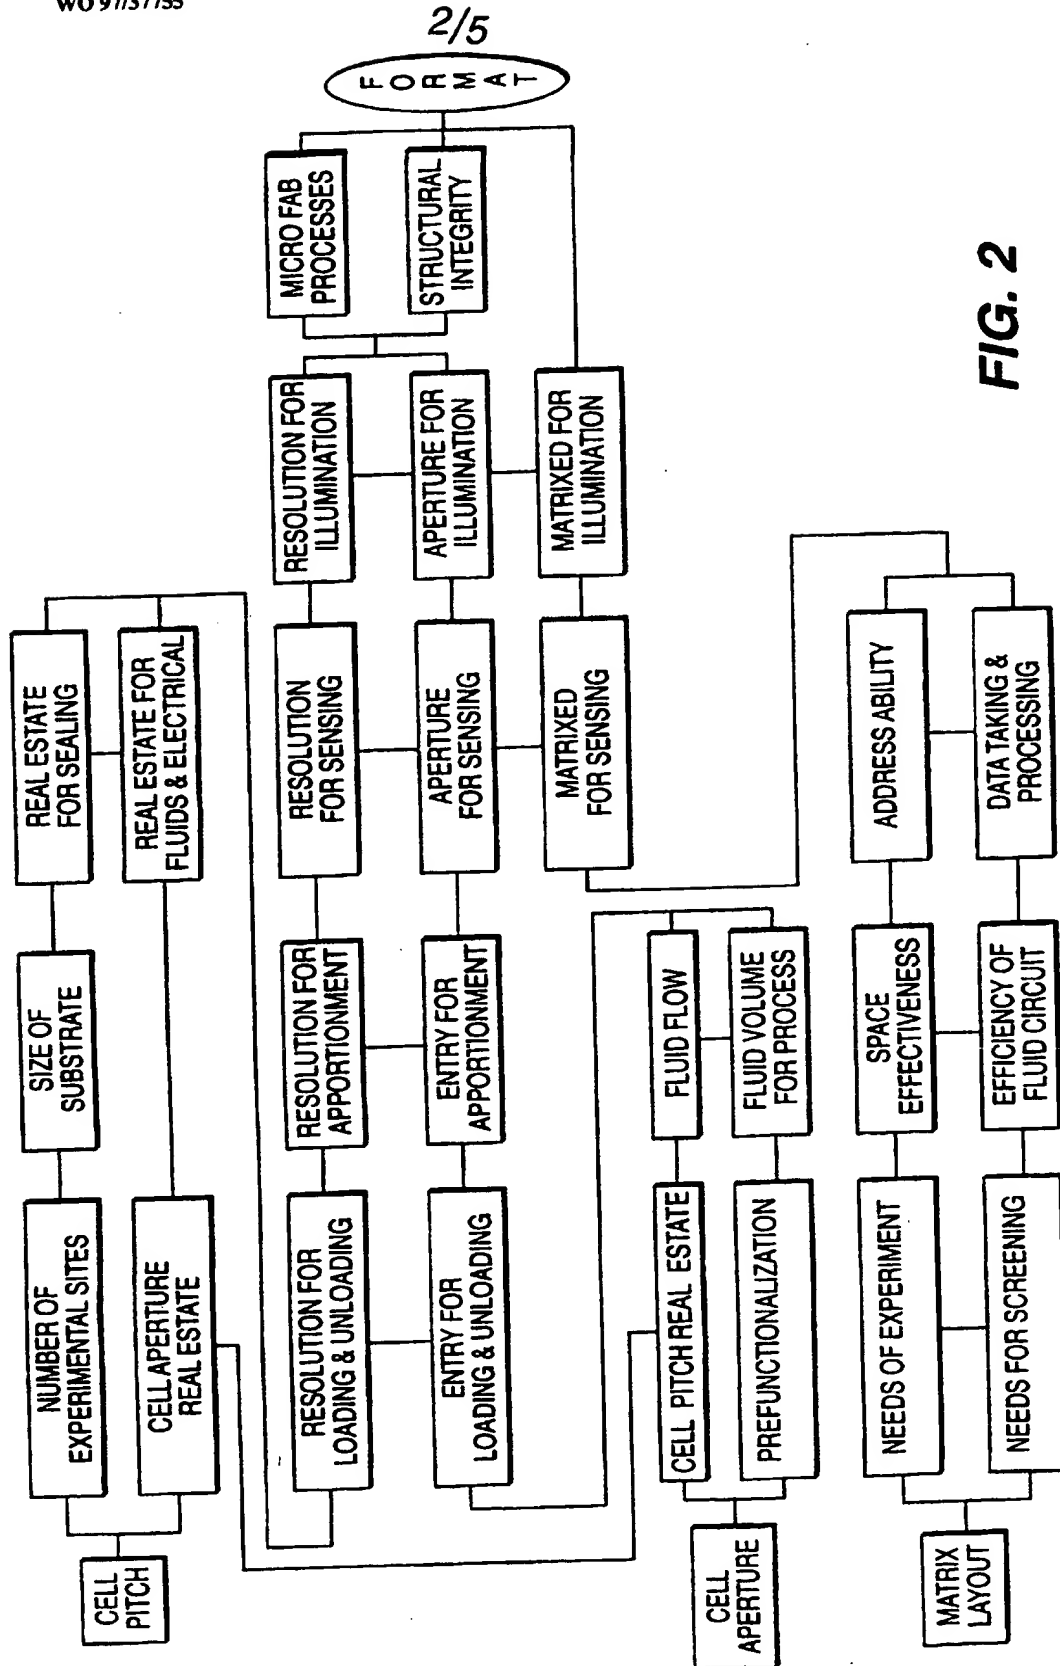 WO 97/37755
2/5
CELL
PITCH
NUMBER OF
EXPERIMENTAL SITES
SIZE OF
SUBSTRATE
REAL ESTATE
FOR SEALING
CELL APERTURE
REAL ESTATE
REAL ESTATE FOR
FLUIDS & ELECTRICAL
RESOLUTION FOR
LOADING & UNLOADING
RESOLUTION FOR
APPORTIONMENT
RESOLUTION
FOR SENSING
RESOLUTION FOR
ILLUMINATION
MICRO FAB
PROCESSES
FORMAT
ENTRY FOR
LOADING & UNLOADING
ENTRY FOR
APPORTIONMENT
APERTURE
FOR SENSING
APERTURE FOR
ILLUMINATION
STRUCTURAL
INTEGRITY
MATRIXED
FOR SENSING
MATRIXED FOR
ILLUMINATION
CELL
APERTURE
CELL PITCH REAL ESTATE
FLUID FLOW
PREFUNCTIONALIZATION
FLUID VOLUME
FOR PROCESS
MATRIX
LAYOUT
NEEDS OF EXPERIMENT
SPACE
EFFECTIVENESS
ADDRESS ABILITY
NEEDS FOR SCREENING
EFFICIENCY OF
FLUID CIRCUIT
DATA TAKING &
PROCESSING
FIG. 2